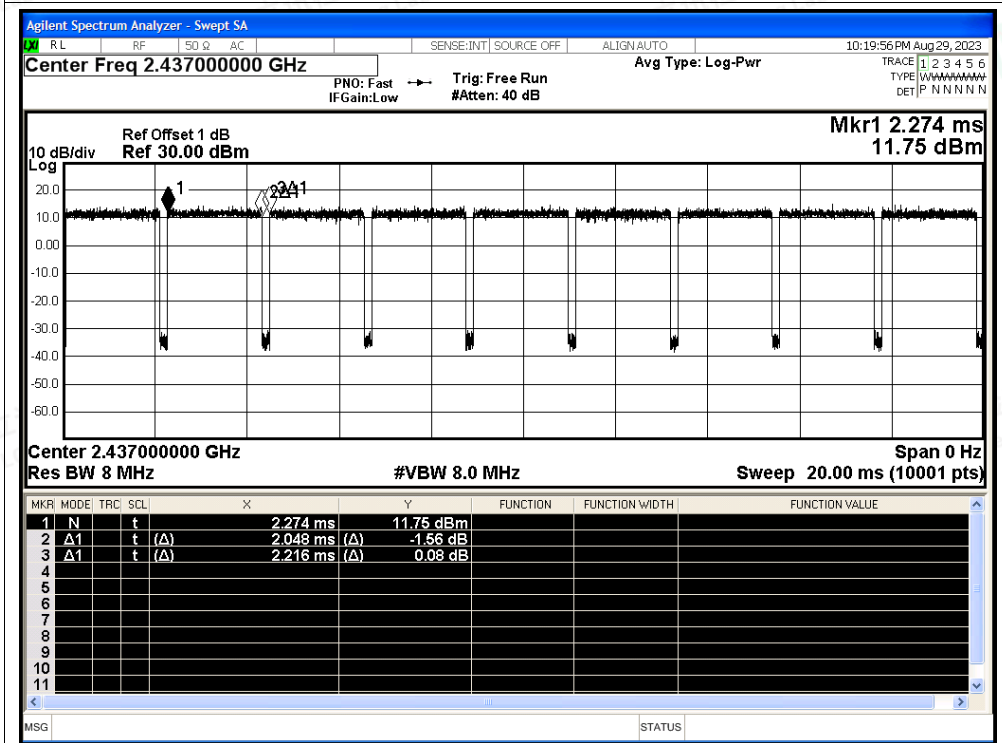 Agilent Spectrum Analyzer - Swept SA
LXI RL RF 50 Ω AC SENSE:INT SOURCE OFF ALIGN AUTO 10:19:56 PM Aug 29, 2023
Center Freq 2.437000000 GHz
PNO: Fast
IFGain:Low
Trig: Free Run
#Atten: 40 dB
Avg Type: Log-Pwr
TRACE 1 2 3 4 5 6
TYPE W
DET P N N N N N
Mkr1 2.274 ms
11.75 dBm
Ref Offset 1 dB
10 dB/div Ref 30.00 dBm
Log
20.0
10.0
0.00
-10.0
-20.0
-30.0
-40.0
-50.0
-60.0
1
2Δ1
3Δ1
Center 2.437000000 GHz Span 0 Hz
Res BW 8 MHz #VBW 8.0 MHz Sweep 20.00 ms (10001 pts)
MKR MODE TRC SCL X Y FUNCTION FUNCTION WIDTH FUNCTION VALUE
1 N t 2.274 ms 11.75 dBm
2 Δ1 t (Δ) 2.048 ms (Δ) -1.56 dB
3 Δ1 t (Δ) 2.216 ms (Δ) 0.08 dB
4
5
6
7
8
9
10
11
MSG STATUS